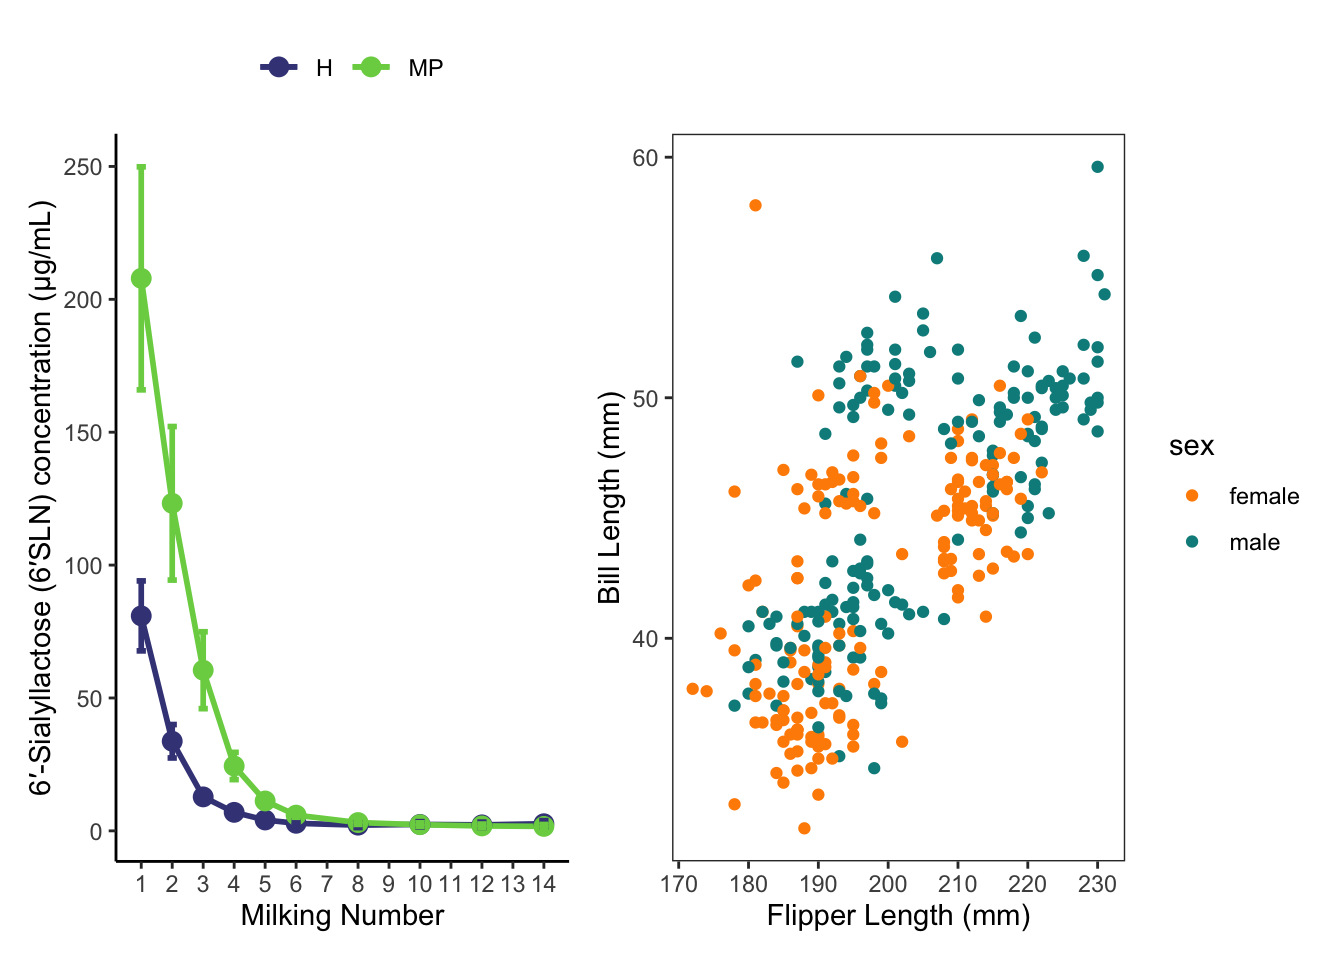 H MP
6′-Sialyllactose (6′SLN) concentration (µg/mL)
250
200
150
100
50
0
1 2 3 4 5 6 7 8 9 10 11 12 13 14
Milking Number
Bill Length (mm)
60
50
40
170 180 190 200 210 220 230
Flipper Length (mm)
sex
female
male